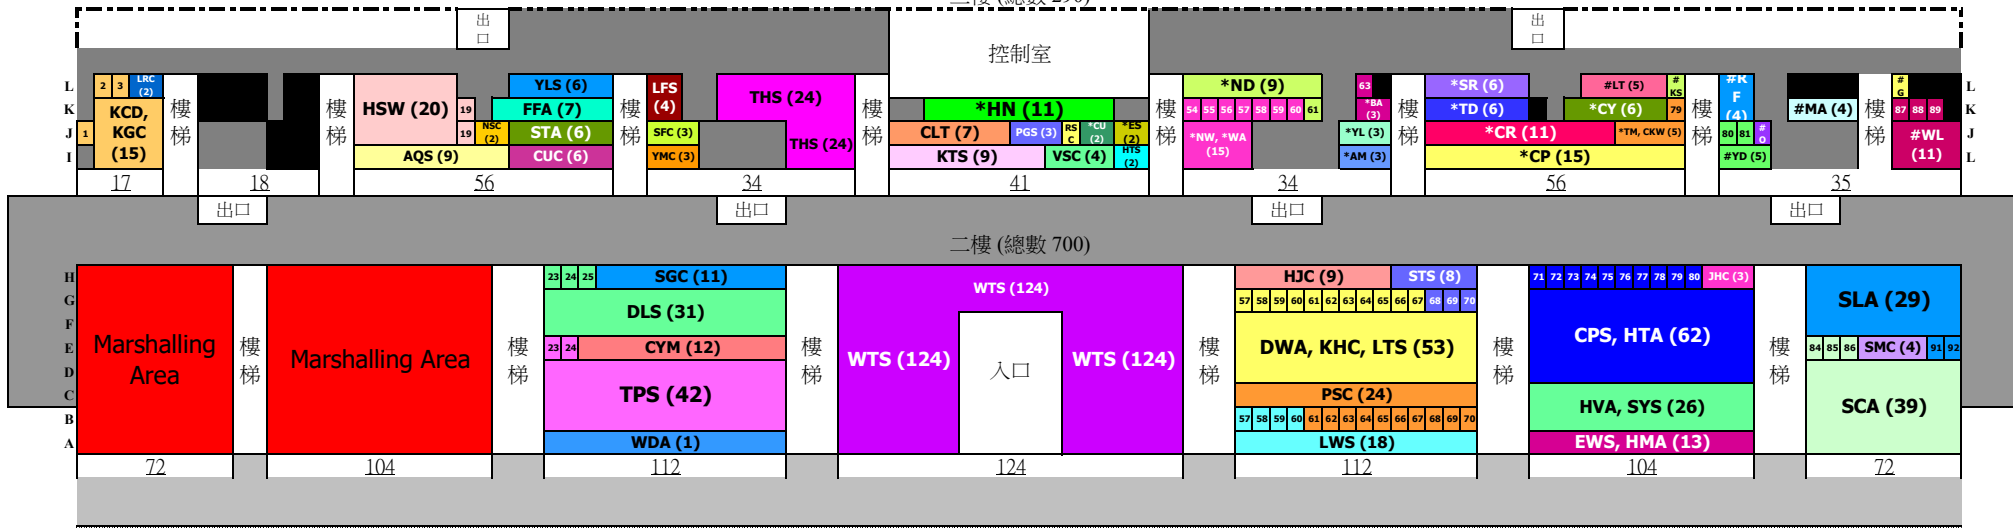 二樓 (總數 290)
出口
控制室
出口
L
K
J
I
2 3 LRC (2)
KCD, KGC (15)
1
樓梯
樓梯
HSW (20)
19
19
YLS (6)
FFA (7)
NSC (2)
STA (6)
AQS (9)
CUC (6)
樓梯
LFS (4)
SFC (3)
YMC (3)
THS (24)
THS (24)
樓梯
*HN (11)
CLT (7)
PGS (3)
RSC
*CU (2)
*ES (2)
KTS (9)
VSC (4)
HTS (2)
樓梯
*ND (9)
54 55 56 57 58 59 60 61
*NW, *WA (15)
63
*BA (3)
*YL (3)
*AM (3)
樓梯
*SR (6)
#LT (5)
#KS
*TD (6)
*CY (6)
79
*CR (11)
*TM, CKW (5)
*CP (15)
樓梯
#RF (4)
80 81 #O
#YD (5)
#MA (4)
樓梯
#G
87 88 89
#WL (11)
L
K
J
L
17 18 56 34 41 34 56 35
出口 出口 出口 出口
二樓 (總數 700)
H
G
F
E
D
C
B
A
Marshalling Area
樓梯
Marshalling Area
樓梯
23 24 25 SGC (11)
DLS (31)
23 24 CYM (12)
TPS (42)
WDA (1)
樓梯
WTS (124)
WTS (124)
入口
WTS (124)
樓梯
HJC (9) STS (8)
57 58 59 60 61 62 63 64 65 66 67 68 69 70
DWA, KHC, LTS (53)
PSC (24)
57 58 59 60 61 62 63 64 65 66 67 68 69 70
LWS (18)
樓梯
71 72 73 74 75 76 77 78 79 80 JHC (3)
CPS, HTA (62)
HVA, SYS (26)
EWS, HMA (13)
樓梯
SLA (29)
84 85 86 SMC (4) 91 92
SCA (39)
72 104 112 124 112 104 72